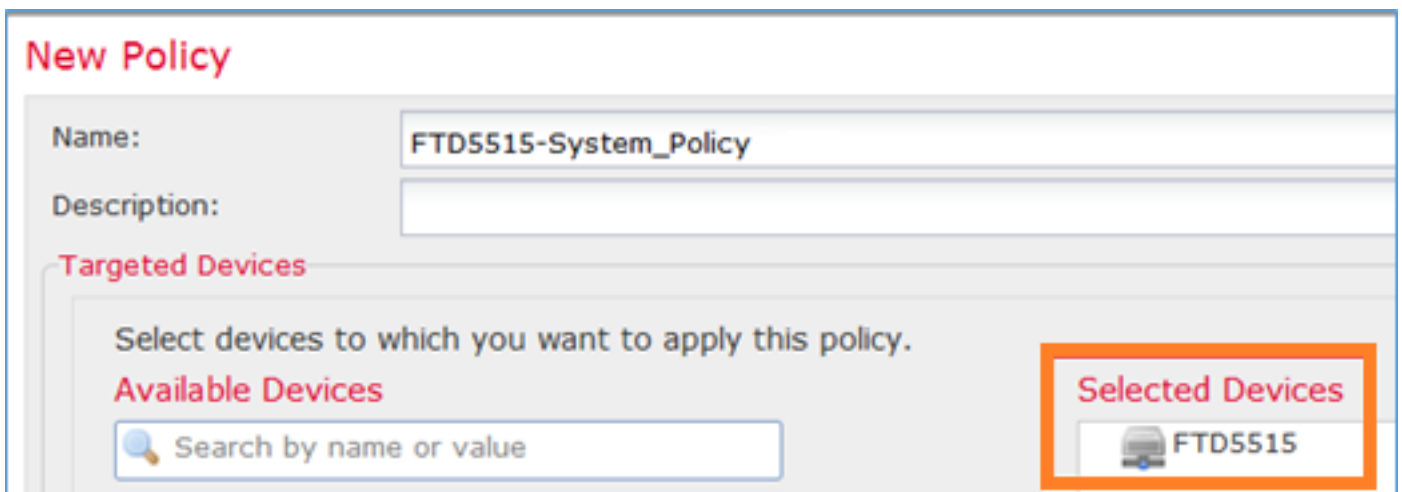 New Policy
Name: FTD5515-System_Policy
Description:
Targeted Devices
Select devices to which you want to apply this policy.
Available Devices Selected Devices
Search by name or value FTD5515